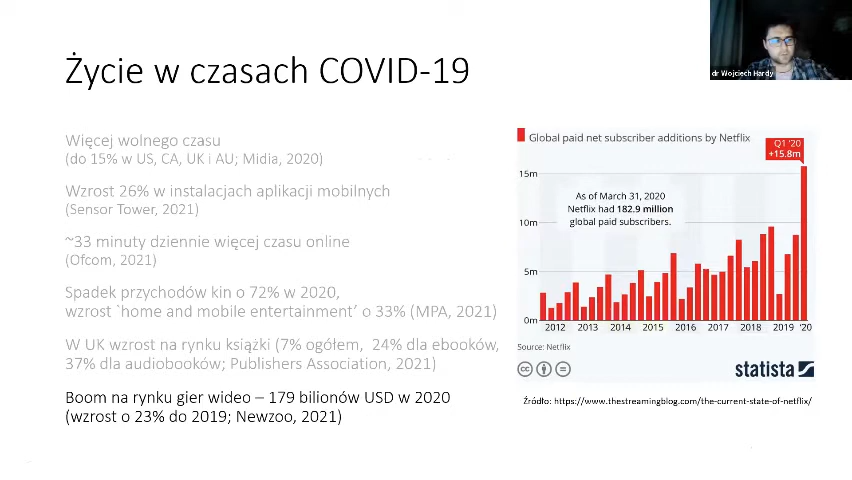 dr Wojciech Hardy
Życie w czasach COVID-19
Więcej wolnego czasu
(do 15% w US, CA, UK i AU; Midia, 2020)
Wzrost 26% w instalacjach aplikacji mobilnych
(Sensor Tower, 2021)
~33 minuty dziennie więcej czasu online
(Ofcom, 2021)
Spadek przychodów kin o 72% w 2020,
wzrost `home and mobile entertainment’ o 33% (MPA, 2021)
W UK wzrost na rynku książki (7% ogółem, 24% dla ebooków,
37% dla audiobooków; Publishers Association, 2021)
Boom na rynku gier wideo – 179 bilionów USD w 2020
(wzrost o 23% do 2019; Newzoo, 2021)
Global paid net subscriber additions by Netflix
Q1 '20
+15.8m
15m
As of March 31, 2020
Netflix had 182.9 million
global paid subscribers.
10m
5m
0m
2012 2013 2014 2015 2016 2017 2018 2019 '20
Source: Netflix
cc
statista
Źródło: https://www.thestreamingblog.com/the-current-state-of-netflix/